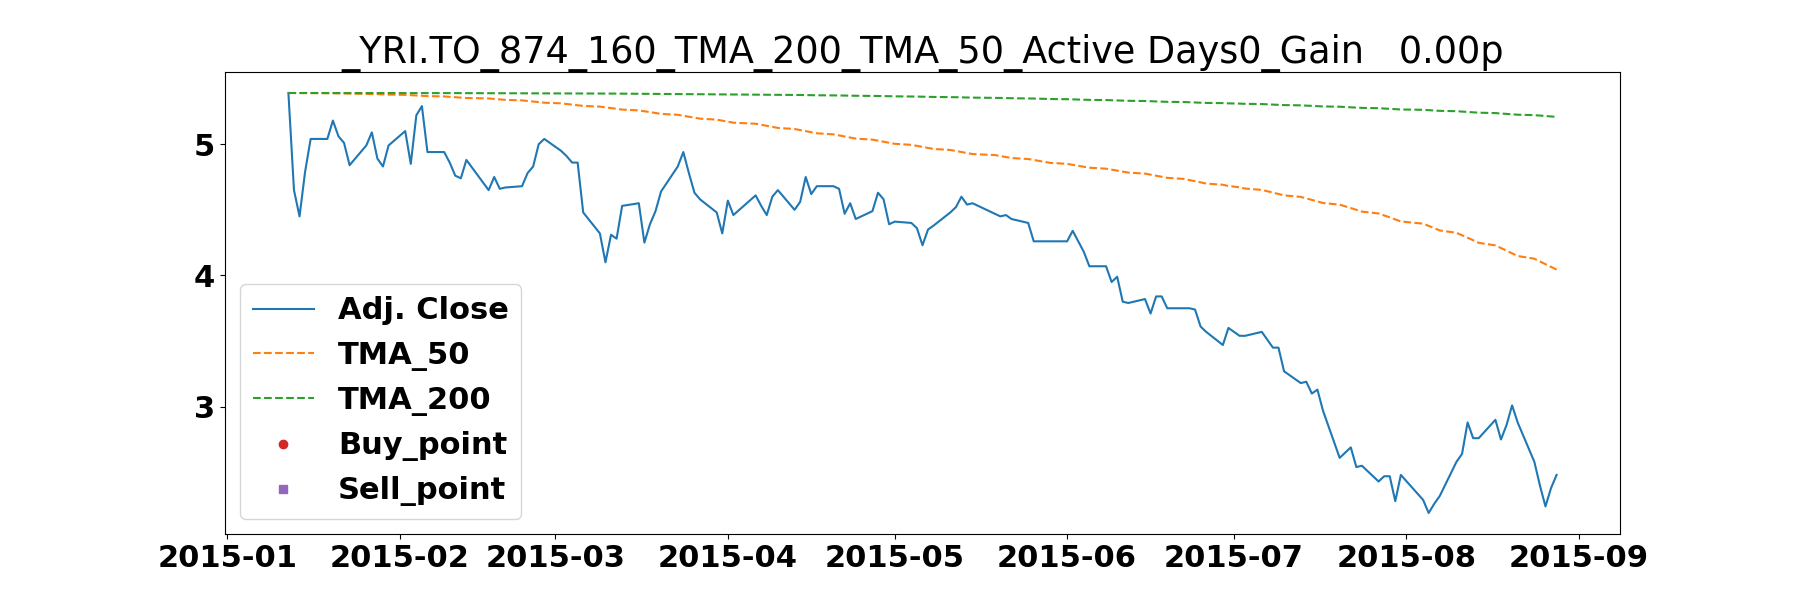 _YRI.TO_874_160_TMA_200_TMA_50_Active Days0_Gain   0.00p
5
4
3
Adj. Close
TMA_50
TMA_200
Buy_point
Sell_point
2015-01 2015-02 2015-03 2015-04 2015-05 2015-06 2015-07 2015-08 2015-09